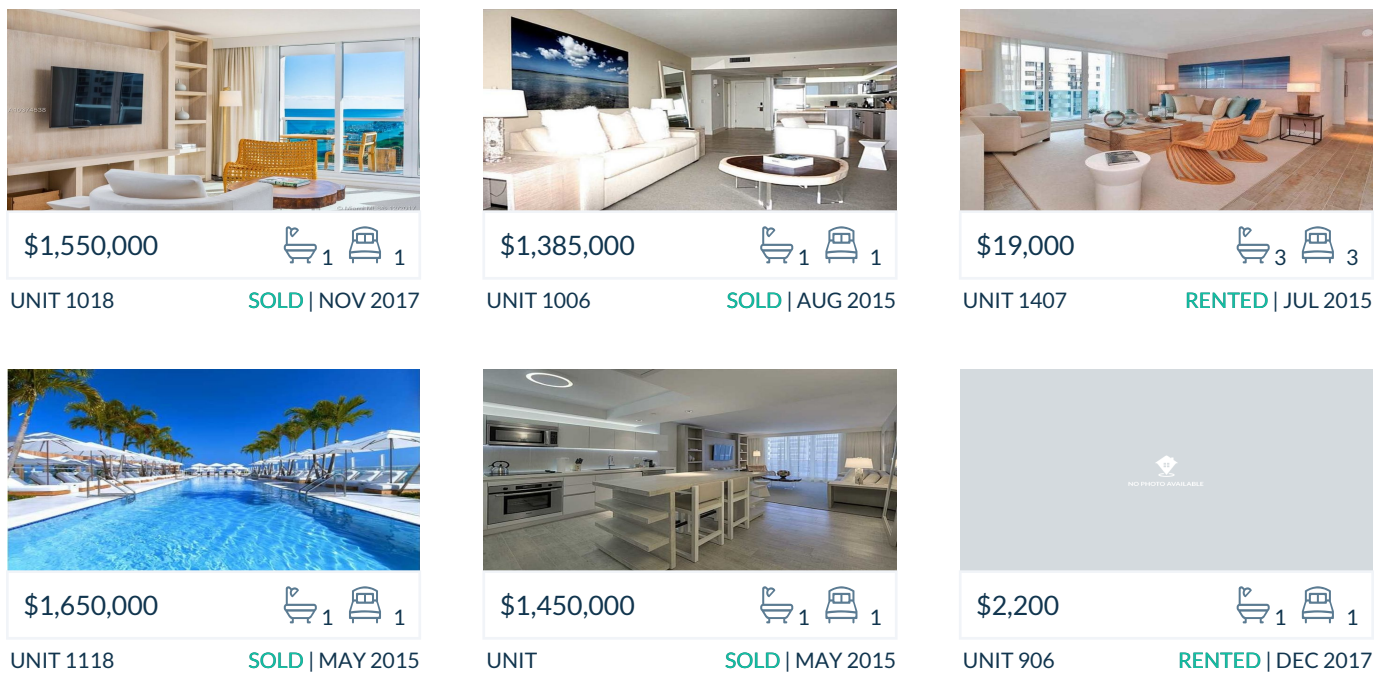 $1,550,000 1 1
UNIT 1018 SOLD | NOV 2017
$1,385,000 1 1
UNIT 1006 SOLD | AUG 2015
$19,000 3 3
UNIT 1407 RENTED | JUL 2015
$1,650,000 1 1
UNIT 1118 SOLD | MAY 2015
$1,450,000 1 1
UNIT SOLD | MAY 2015
NO PHOTO AVAILABLE
$2,200 1 1
UNIT 906 RENTED | DEC 2017